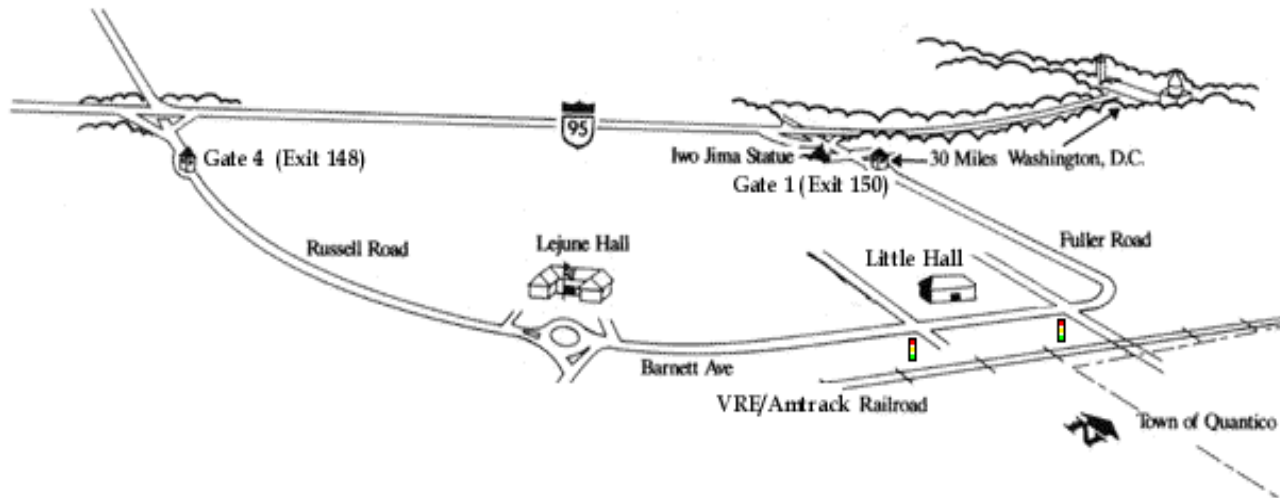 95
Gate 4 (Exit 148)
Iwo Jima Statue
30 Miles Washington, D.C.
Gate 1 (Exit 150)
Russell Road
Lejune Hall
Little Hall
Fuller Road
Barnett Ave
VRE/Amtrack Railroad
Town of Quantico